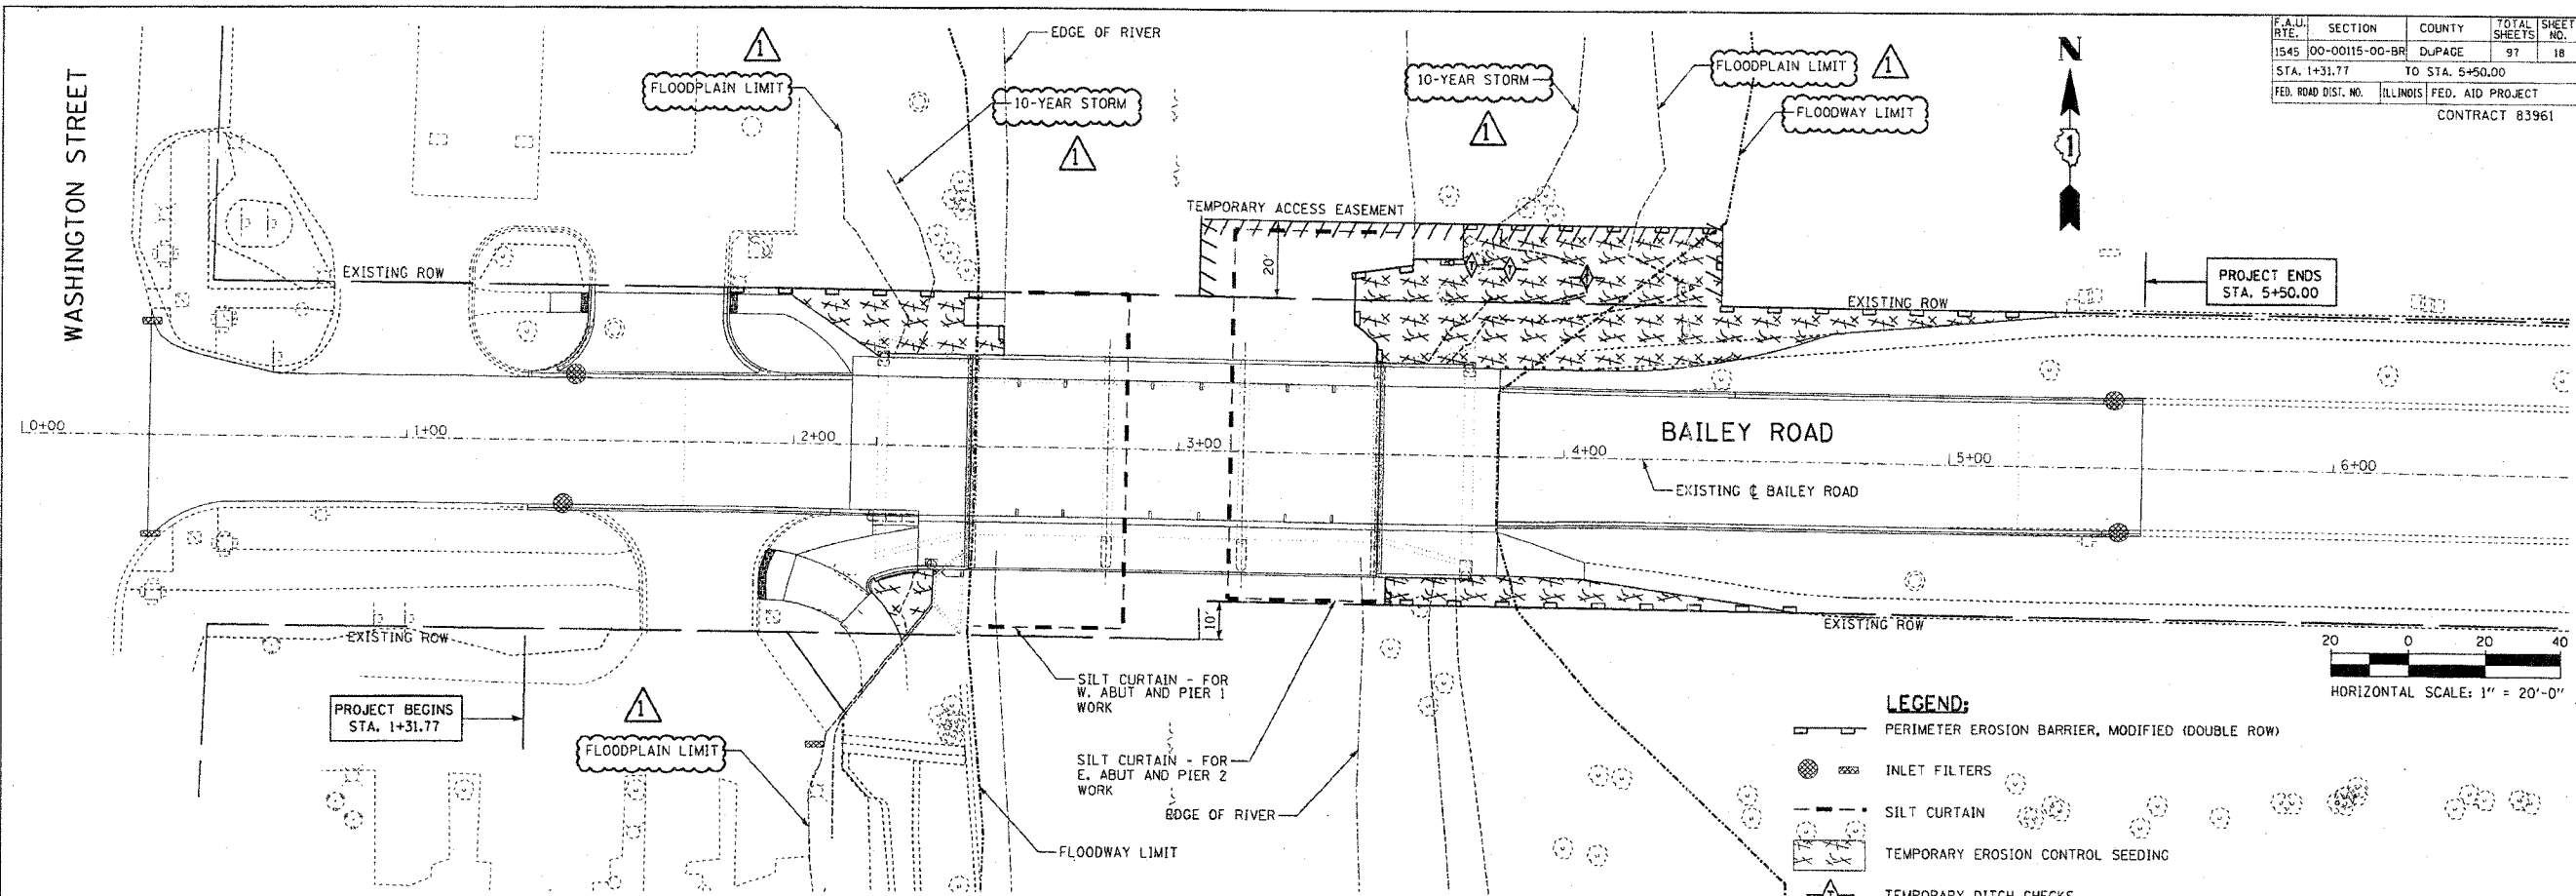 F.A.U. RTE. SECTION COUNTY TOTAL SHEETS SHEET NO.
1545 00-00115-00-BR DuPAGE 97 18
STA. 1+31.77 TO STA. 5+50.00
FED. ROAD DIST. NO. ILLINOIS FED. AID PROJECT
CONTRACT 83961
WASHINGTON STREET
1
FLOODPLAIN LIMIT
EDGE OF RIVER
10-YEAR STORM
1
10-YEAR STORM
1
FLOODPLAIN LIMIT
1
FLOODWAY LIMIT
N
1
TEMPORARY ACCESS EASEMENT
20'
EXISTING ROW
EXISTING ROW
PROJECT ENDS
STA. 5+50.00
0+00
1+00
2+00
3+00
4+00
5+00
6+00
BAILEY ROAD
EXISTING ℄ BAILEY ROAD
EXISTING ROW
10'
EXISTING ROW
PROJECT BEGINS
STA. 1+31.77
1
FLOODPLAIN LIMIT
SILT CURTAIN - FOR
W. ABUT AND PIER 1
WORK
SILT CURTAIN - FOR
E. ABUT AND PIER 2
WORK
EDGE OF RIVER
FLOODWAY LIMIT
20 0 20 40
HORIZONTAL SCALE: 1" = 20'-0"
LEGEND:
PERIMETER EROSION BARRIER, MODIFIED (DOUBLE ROW)
INLET FILTERS
SILT CURTAIN
TEMPORARY EROSION CONTROL SEEDING
T
TEMPORARY DITCH CHECKS